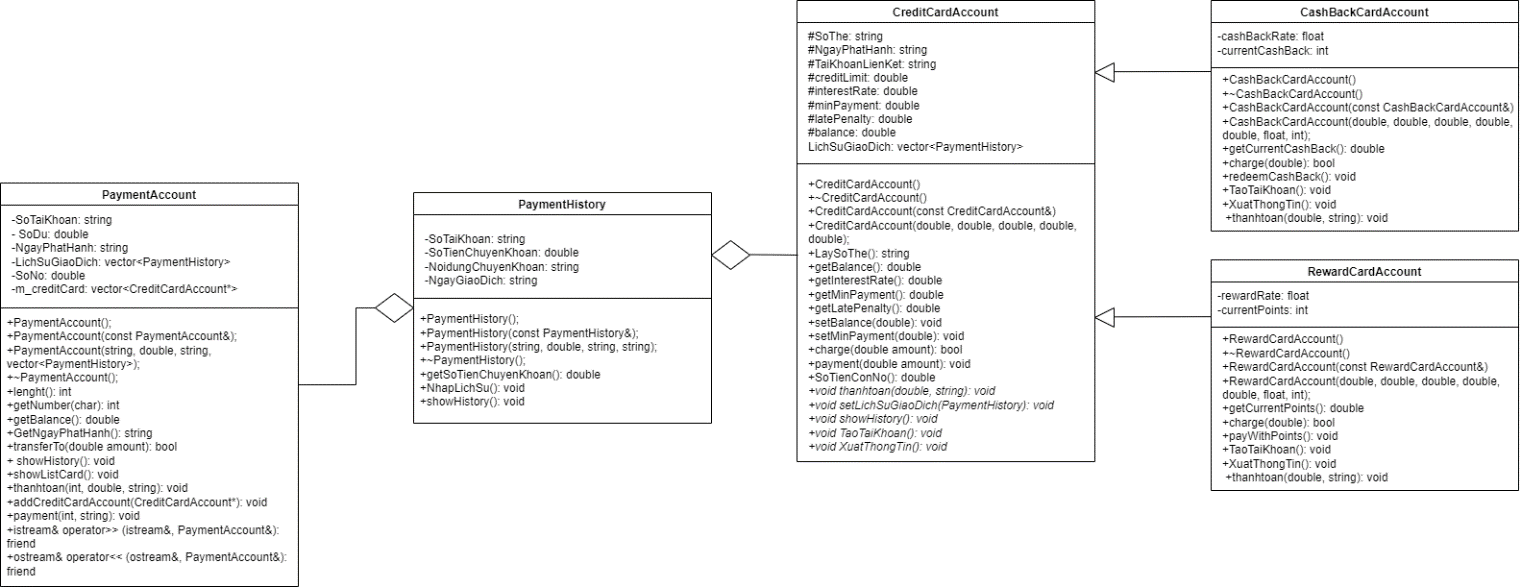 PaymentAccount
-SoTaiKhoan: string
- SoDu: double
-NgayPhatHanh: string
-LichSuGiaoDich: vector<PaymentHistory>
-SoNo: double
-m_creditCard: vector<CreditCardAccount*>
+PaymentAccount();
+PaymentAccount(const PaymentAccount&);
+PaymentAccount(string, double, string,
vector<PaymentHistory>);
+~PaymentAccount();
+lenght(): int
+getNumber(char): int
+getBalance(): double
+GetNgayPhatHanh(): string
+transferTo(double amount): bool
+ showHistory(): void
+showListCard(): void
+thanhtoan(int, double, string): void
+addCreditCardAccount(CreditCardAccount*): void
+payment(int, string): void
+istream& operator>> (istream&, PaymentAccount&):
friend
+ostream& operator<< (ostream&, PaymentAccount&):
friend
PaymentHistory
-SoTaiKhoan: string
-SoTienChuyenKhoan: double
-NoidungChuyenKhoan: string
-NgayGiaoDich: string
+PaymentHistory();
+PaymentHistory(const PaymentHistory&);
+PaymentHistory(string, double, string, string);
+~PaymentHistory();
+getSoTienChuyenKhoan(): double
+NhapLichSu(): void
+showHistory(): void
CreditCardAccount
#SoThe: string
#NgayPhatHanh: string
#TaiKhoanLienKet: string
#creditLimit: double
#interestRate: double
#minPayment: double
#latePenalty: double
#balance: double
LichSuGiaoDich: vector<PaymentHistory>
+CreditCardAccount()
+~CreditCardAccount()
+CreditCardAccount(const CreditCardAccount&)
+CreditCardAccount(double, double, double, double,
double);
+LaySoThe(): string
+getBalance(): double
+getInterestRate(): double
+getMinPayment(): double
+getLatePenalty(): double
+setBalance(double): void
+setMinPayment(double): void
+charge(double amount): bool
+payment(double amount): void
+SoTienConNo(): double
+void thanhtoan(double, string): void
+void setLichSuGiaoDich(PaymentHistory): void
+void showHistory(): void
+void TaoTaiKhoan(): void
+void XuatThongTin(): void
CashBackCardAccount
-cashBackRate: float
-currentCashBack: int
+CashBackCardAccount()
+~CashBackCardAccount()
+CashBackCardAccount(const CashBackCardAccount&)
+CashBackCardAccount(double, double, double, double,
double, float, int);
+getCurrentCashBack(): double
+charge(double): bool
+redeemCashBack(): void
+TaoTaiKhoan(): void
+XuatThongTin(): void
+thanhtoan(double, string): void
RewardCardAccount
-rewardRate: float
-currentPoints: int
+RewardCardAccount()
+~RewardCardAccount()
+RewardCardAccount(const RewardCardAccount&)
+RewardCardAccount(double, double, double, double,
double, float, int);
+getCurrentPoints(): double
+charge(double): bool
+payWithPoints(): void
+TaoTaiKhoan(): void
+XuatThongTin(): void
+thanhtoan(double, string): void